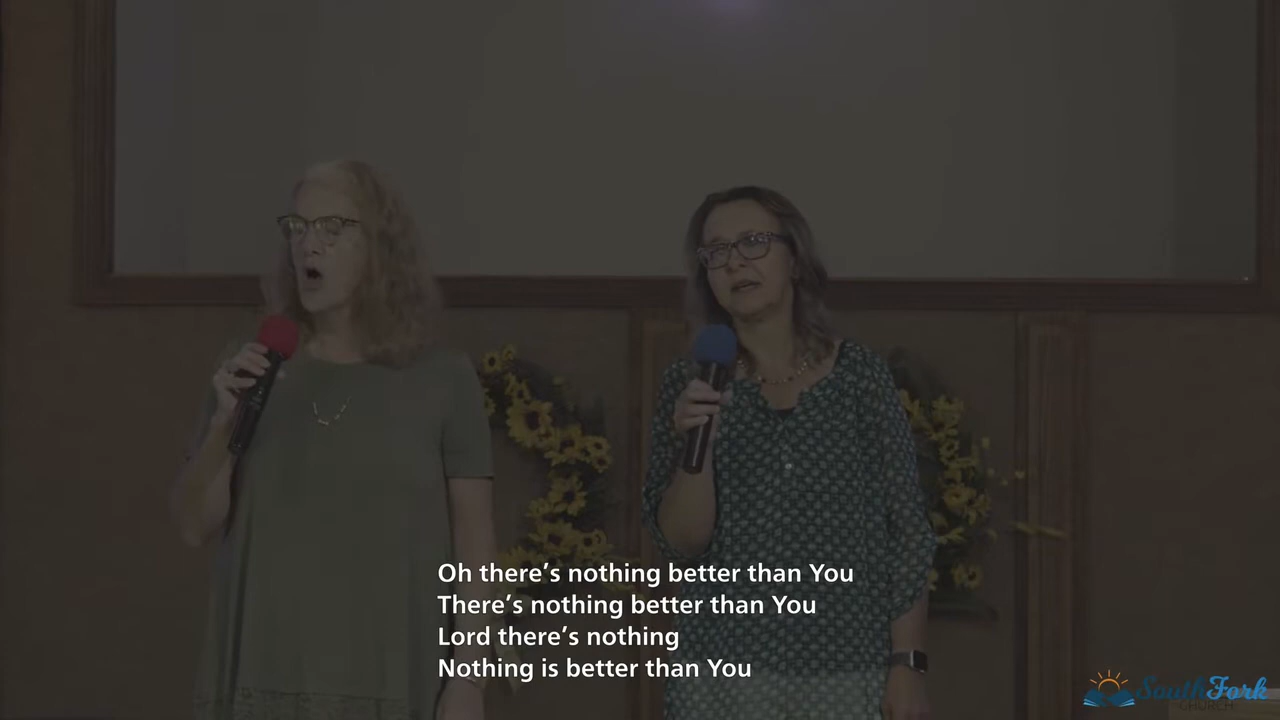 Oh there's nothing better than You
There's nothing better than You
Lord there's nothing
Nothing is better than You
SouthFork
CHURCH